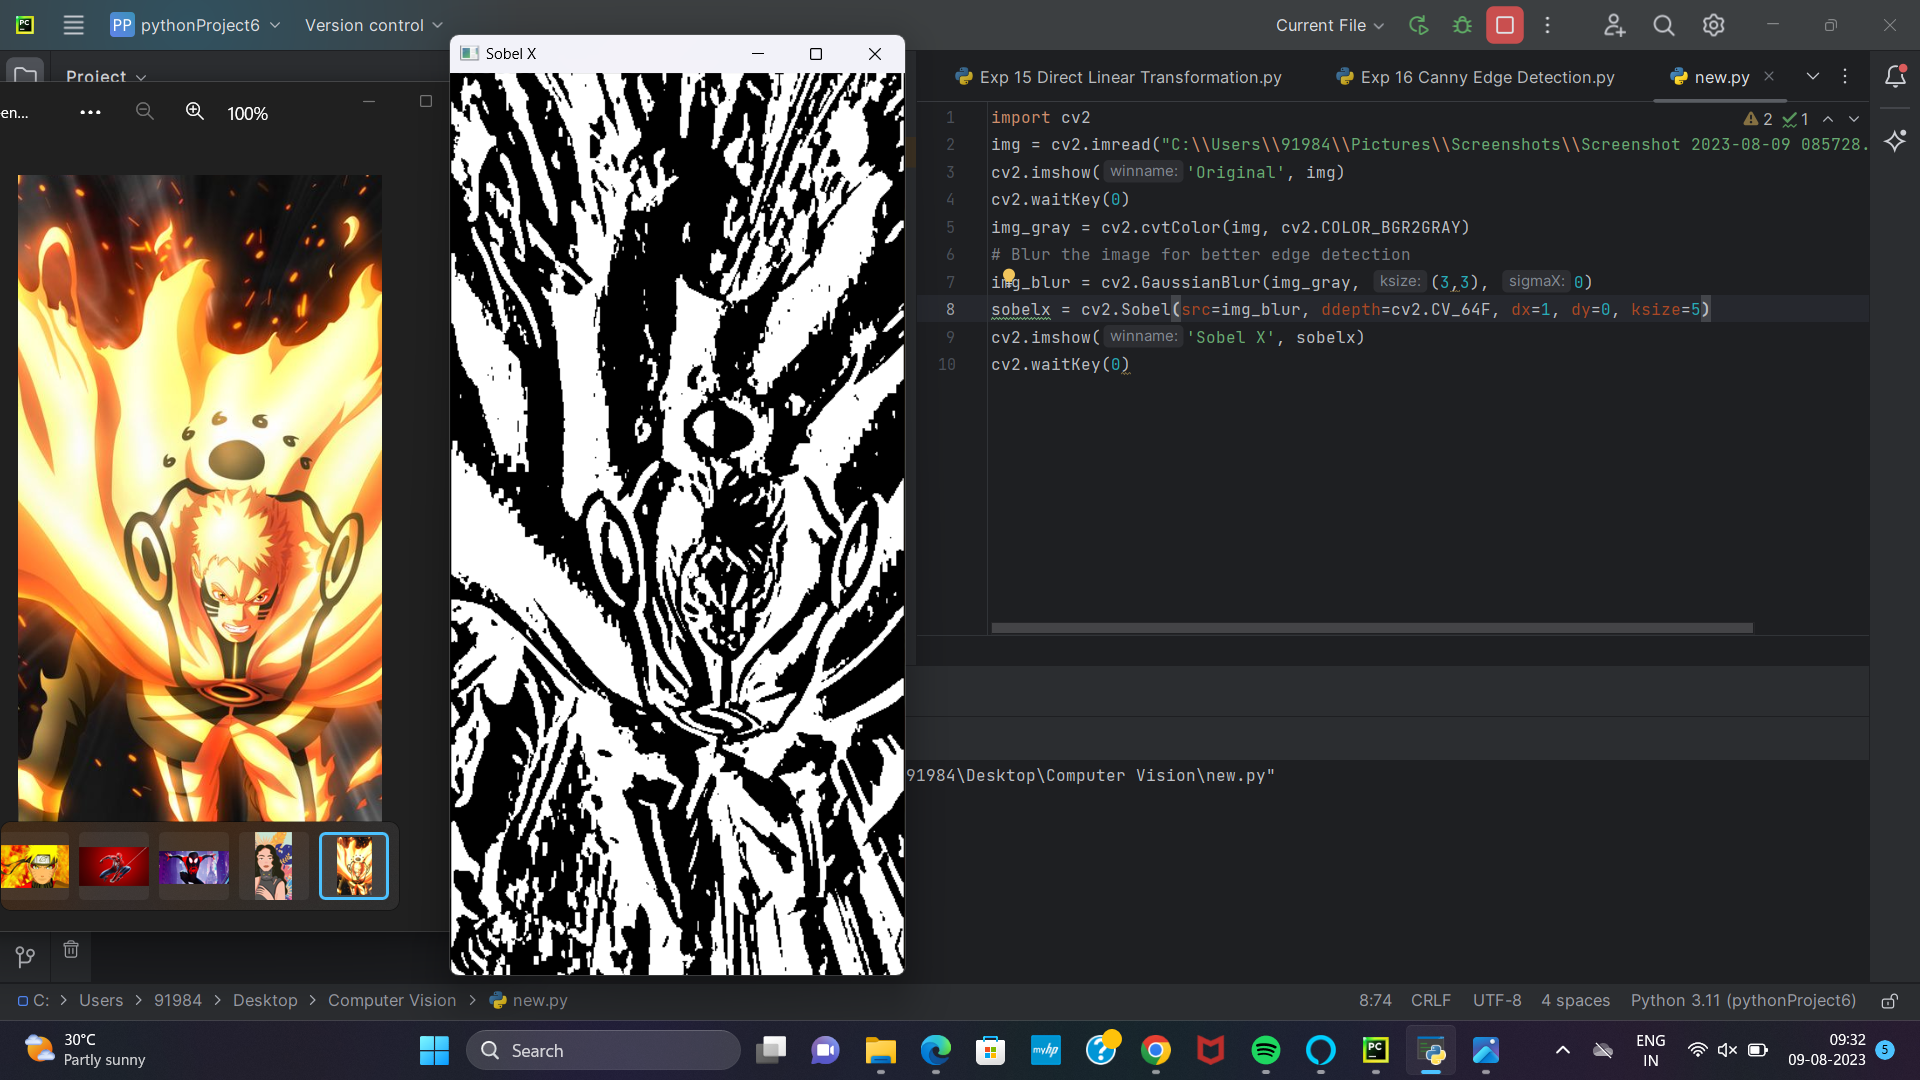 PC
PP pythonProject6
Version control
Current File
Project
en...
100%
Sobel X
Exp 15 Direct Linear Transformation.py
Exp 16 Canny Edge Detection.py
new.py
2 1
1 import cv2
2 img = cv2.imread("C:\\Users\\91984\\Pictures\\Screenshots\\Screenshot 2023-08-09 085728.
3 cv2.imshow( winname: 'Original', img)
4 cv2.waitKey(0)
5 img_gray = cv2.cvtColor(img, cv2.COLOR_BGR2GRAY)
6 # Blur the image for better edge detection
7 img_blur = cv2.GaussianBlur(img_gray, ksize: (3,3), sigmaX: 0)
8 sobelx = cv2.Sobel(src=img_blur, ddepth=cv2.CV_64F, dx=1, dy=0, ksize=5)
9 cv2.imshow( winname: 'Sobel X', sobelx)
10 cv2.waitKey(0)
91984\Desktop\Computer Vision\new.py"
C: > Users > 91984 > Desktop > Computer Vision > new.py
8:74 CRLF UTF-8 4 spaces Python 3.11 (pythonProject6)
30°C
Partly sunny
Search
myhp
PC
ENG
IN
09:32
09-08-2023
5